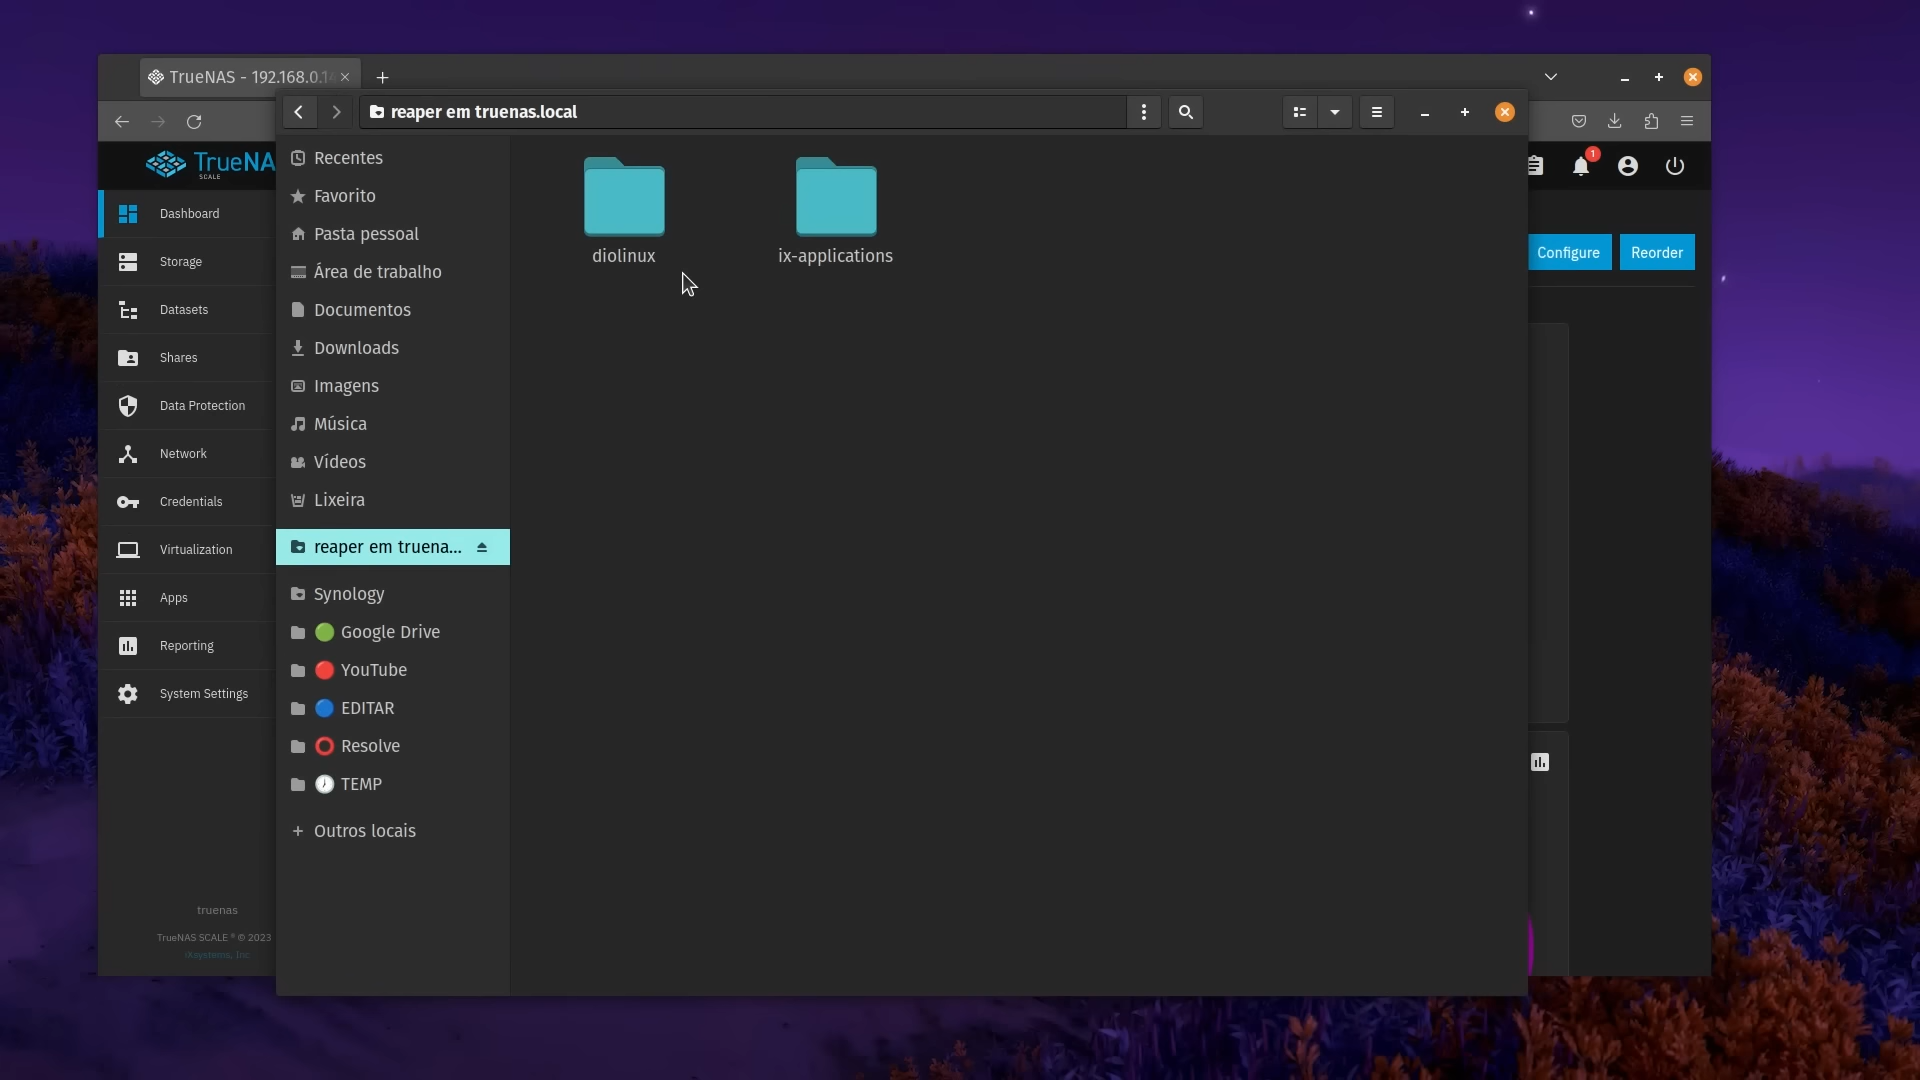 TrueNAS - 192.168.0.1
reaper em truenas.local
TrueNA
SCALE
1
Dashboard
Storage
Datasets
Shares
Data Protection
Network
Credentials
Virtualization
Apps
Reporting
System Settings
truenas
TrueNAS SCALE ® © 2023
iXsystems, Inc
Recentes
Favorito
Pasta pessoal
Área de trabalho
Documentos
Downloads
Imagens
Música
Vídeos
Lixeira
reaper em truena...
Synology
Google Drive
YouTube
EDITAR
Resolve
TEMP
Outros locais
diolinux
ix-applications
Configure
Reorder